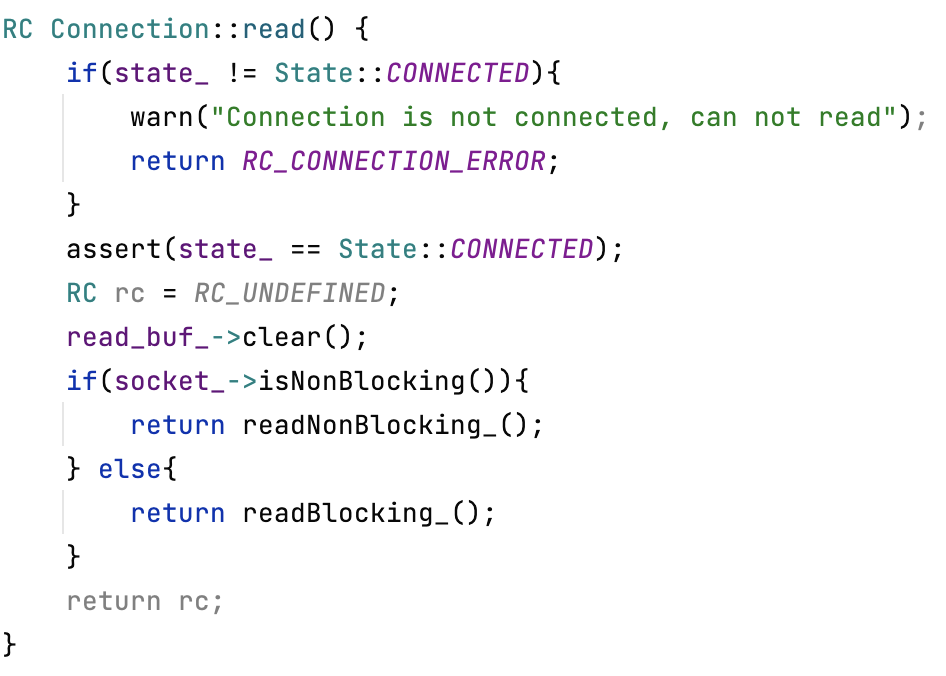 RC Connection::read() {
    if(state_ != State::CONNECTED){
        warn("Connection is not connected, can not read");
        return RC_CONNECTION_ERROR;
    }
    assert(state_ == State::CONNECTED);
    RC rc = RC_UNDEFINED;
    read_buf_->clear();
    if(socket_->isNonBlocking()){
        return readNonBlocking_();
    } else{
        return readBlocking_();
    }
    return rc;
}